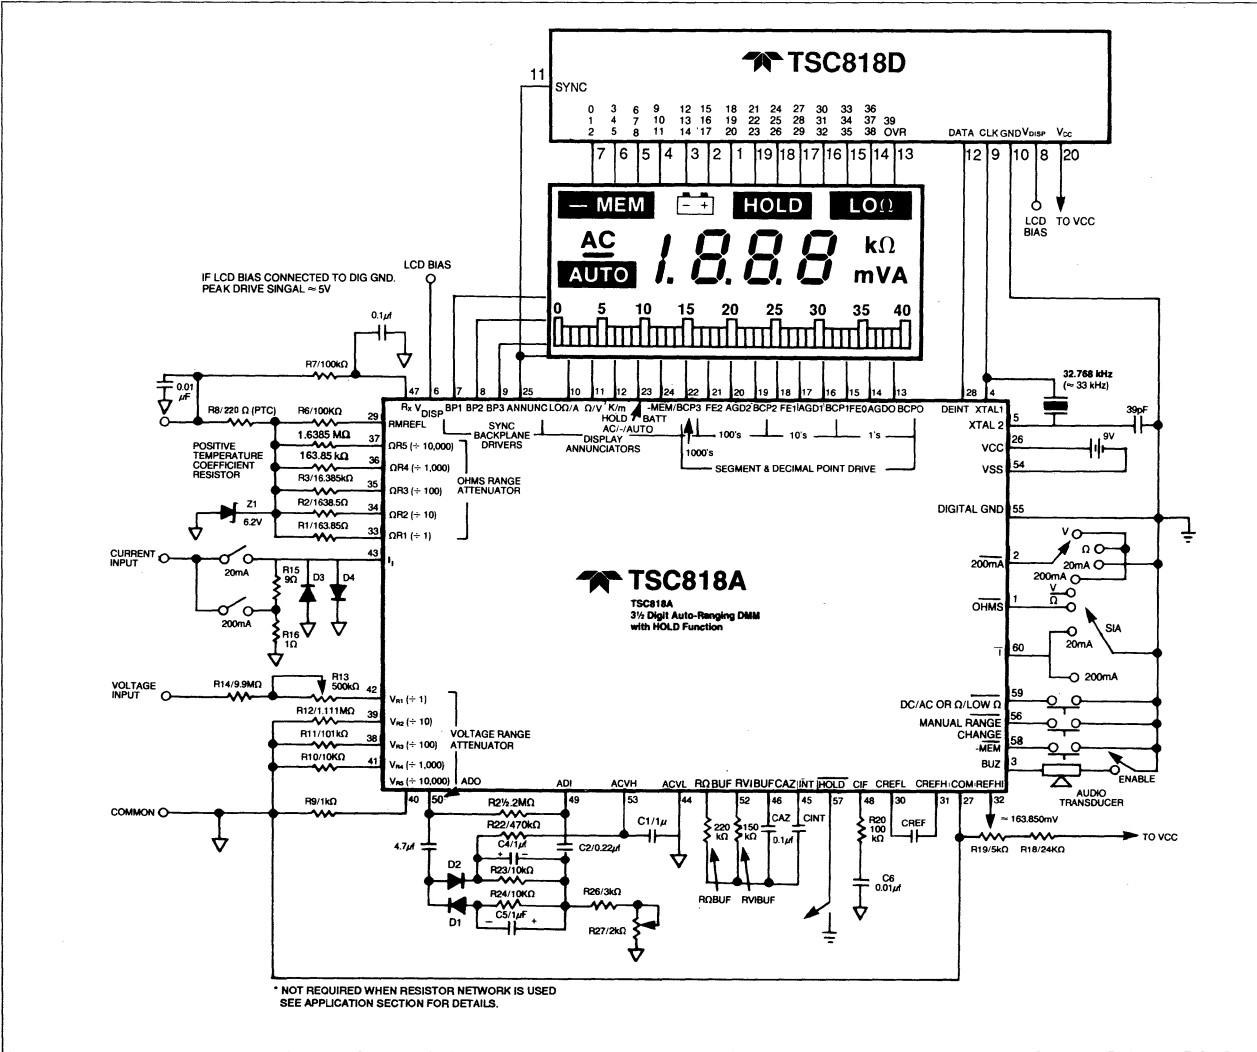 TSC818D
11
SYNC
0 3 6 9 12 15 18 21 24 27 30 33 36
1 4 7 10 13 16 19 22 25 28 31 34 37 39
2 5 8 11 14 17 20 23 26 29 32 35 38 OVR
DATA CLK GND VDISP VCC
7 6 5 4 3 2 1 19 18 17 16 15 14 13 12 9 10 8 20
— MEM
− +
HOLD
LOΩ
LCD BIAS
TO VCC
AC
AUTO
1.8.8.8
kΩ
mVA
0 5 10 15 20 25 30 35 40
LCD BIAS
IF LCD BIAS CONNECTED TO DIG GND.
PEAK DRIVE SINGAL ≈ 5V
0.1µf
R7/100kΩ
0.01
µF
47 6 7 8 9 25 10 11 12 23 24 22 21 20 19 18 17 16 15 14 13 28 4
32.768 kHz
(≈ 33 kHz)
RX V DISP BP1 BP2 BP3 ANNUNC LOΩ/A Ω/V K/m HOLD BATT -MEM/BCP3 FE2 AGD2 BCP2 FE1 AGD1 BCP1 FE0 AGDO BCPO DEINT XTAL1
AC/-/AUTO
SYNC
BACKPLANE
DRIVERS
DISPLAY
ANNUNCIATORS
1000's
100's
10's
1's
SEGMENT & DECIMAL POINT DRIVE
R8/220 Ω (PTC)
R6/100KΩ
29
RMREFL
5
XTAL 2
39pF
POSITIVE
TEMPERATURE
COEFFICIENT
RESISTOR
1.6385 MΩ
37
ΩR5 (÷ 10,000)
26
VCC
9V
163.85 kΩ
36
ΩR4 (÷ 1,000)
54
VSS
R3/16.385kΩ
35
ΩR3 (÷ 100)
OHMS RANGE
ATTENUATOR
Z1
6.2V
R2/1638.5Ω
34
ΩR2 (÷ 10)
DIGITAL GND
55
R1/163.85Ω
33
ΩR1 (÷ 1)
CURRENT
INPUT
43
II
20mA
R15
9Ω
D3
D4
200mA
R16
1Ω
TSC818A
TSC818A
3½ Digit Auto-Ranging DMM
with HOLD Function
200mA
2
V
Ω
20mA
200mA
OHMS
1
V
Ω
SIA
I
60
20mA
200mA
VOLTAGE
INPUT
R14/9.9MΩ
R13
500kΩ
42
VR1 (÷ 1)
R12/1.111MΩ
39
VR2 (÷ 10)
R11/101kΩ
38
VR3 (÷ 100)
VOLTAGE RANGE
ATTENUATOR
R10/10KΩ
41
VR4 (÷ 1,000)
VR5 (÷ 10,000)
DC/AC OR Ω/LOW Ω
59
MANUAL RANGE
CHANGE
56
-MEM
58
BUZ
3
ENABLE
AUDIO
TRANSDUCER
ADO ADI ACVH ACVL RΩBUF RVIBUF CAZ INT HOLD CIF CREFL CREFH COM REFHI
COMMON
R9/1kΩ
40 50 49 53 44 51 52 46 45 57 48 30 31 27 32
R2½.2MΩ
R22/470kΩ
C1/1µ
4.7µf
C4/1µf
+ −
C2/0.22µf
D2
R23/10kΩ
R24/10KΩ
D1
C5/1µF
− +
R26/3kΩ
R27/2kΩ
220
kΩ
150
kΩ
CAZ
0.1µf
CINT
RΩBUF
RVIBUF
R20
100
kΩ
C6
0.01µf
CREF
≈ 163.850mV
R19/5kΩ
R18/24KΩ
TO VCC
* NOT REQUIRED WHEN RESISTOR NETWORK IS USED
SEE APPLICATION SECTION FOR DETAILS.